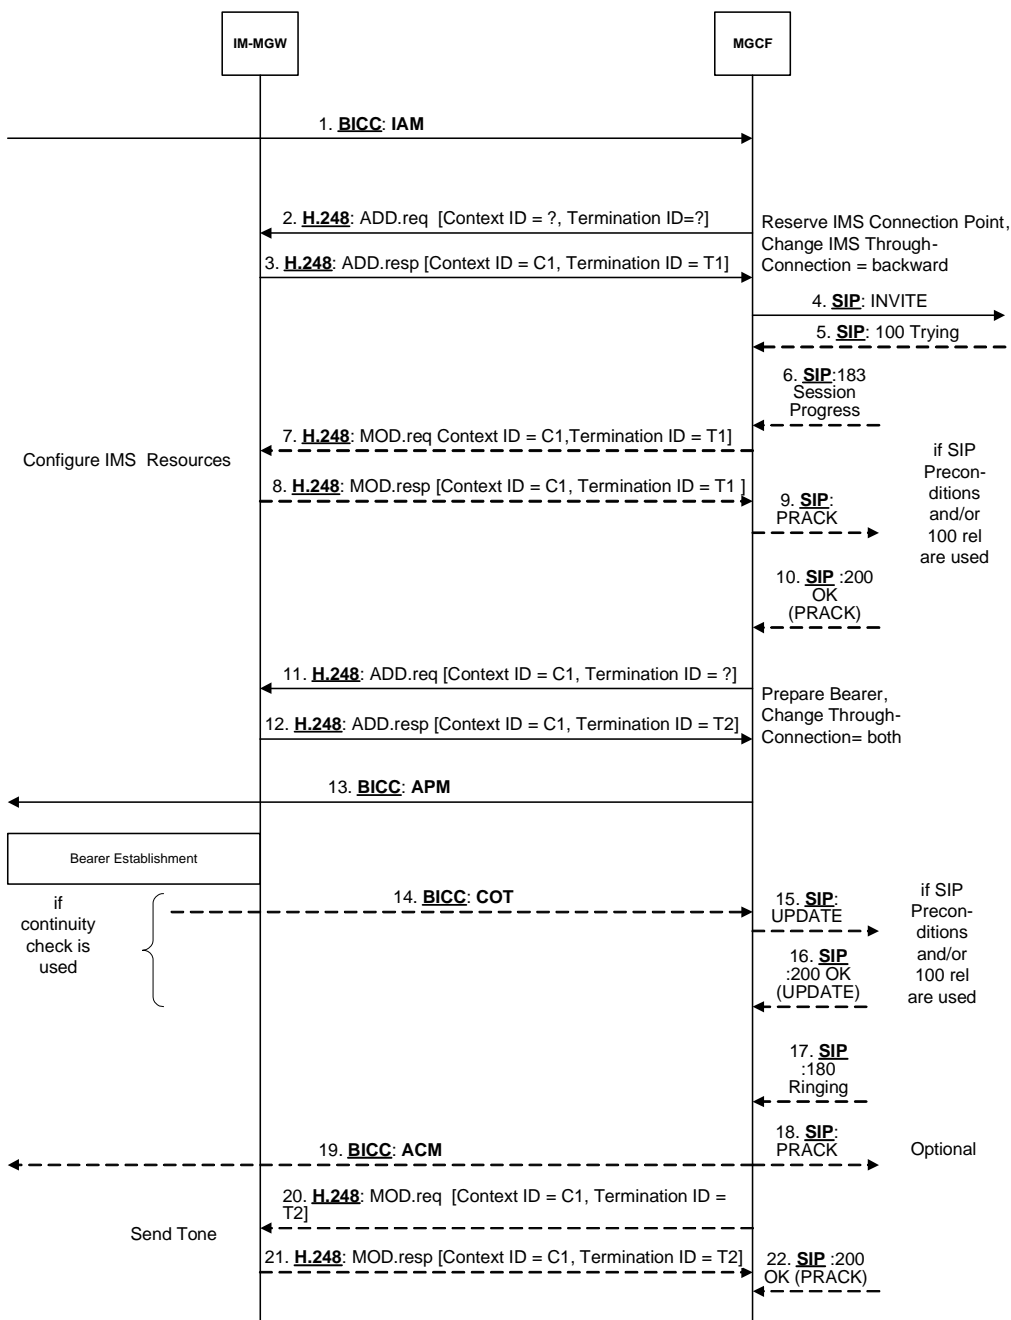 IM-MGW
MGCF
1. BICC: IAM
2. H.248: ADD.req [Context ID = ?, Termination ID=?]
Reserve IMS Connection Point,
Change IMS Through-
Connection = backward
3. H.248: ADD.resp [Context ID = C1, Termination ID = T1]
4. SIP: INVITE
5. SIP: 100 Trying
6. SIP:183
Session
Progress
7. H.248: MOD.req Context ID = C1,Termination ID = T1]
Configure IMS Resources
8. H.248: MOD.resp [Context ID = C1, Termination ID = T1 ]
9. SIP:
PRACK
if SIP
Precon-
ditions
and/or
100 rel
are used
10. SIP :200
OK
(PRACK)
11. H.248: ADD.req [Context ID = C1, Termination ID = ?]
Prepare Bearer,
Change Through-
Connection= both
12. H.248: ADD.resp [Context ID = C1, Termination ID = T2]
13. BICC: APM
Bearer Establishment
if
continuity
check is
used
14. BICC: COT
15. SIP:
UPDATE
if SIP
Precon-
ditions
and/or
100 rel
are used
16. SIP
:200 OK
(UPDATE)
17. SIP
:180
Ringing
18. SIP:
PRACK
Optional
19. BICC: ACM
20. H.248: MOD.req [Context ID = C1, Termination ID =
T2]
Send Tone
21. H.248: MOD.resp [Context ID = C1, Termination ID = T2]
22. SIP :200
OK (PRACK)